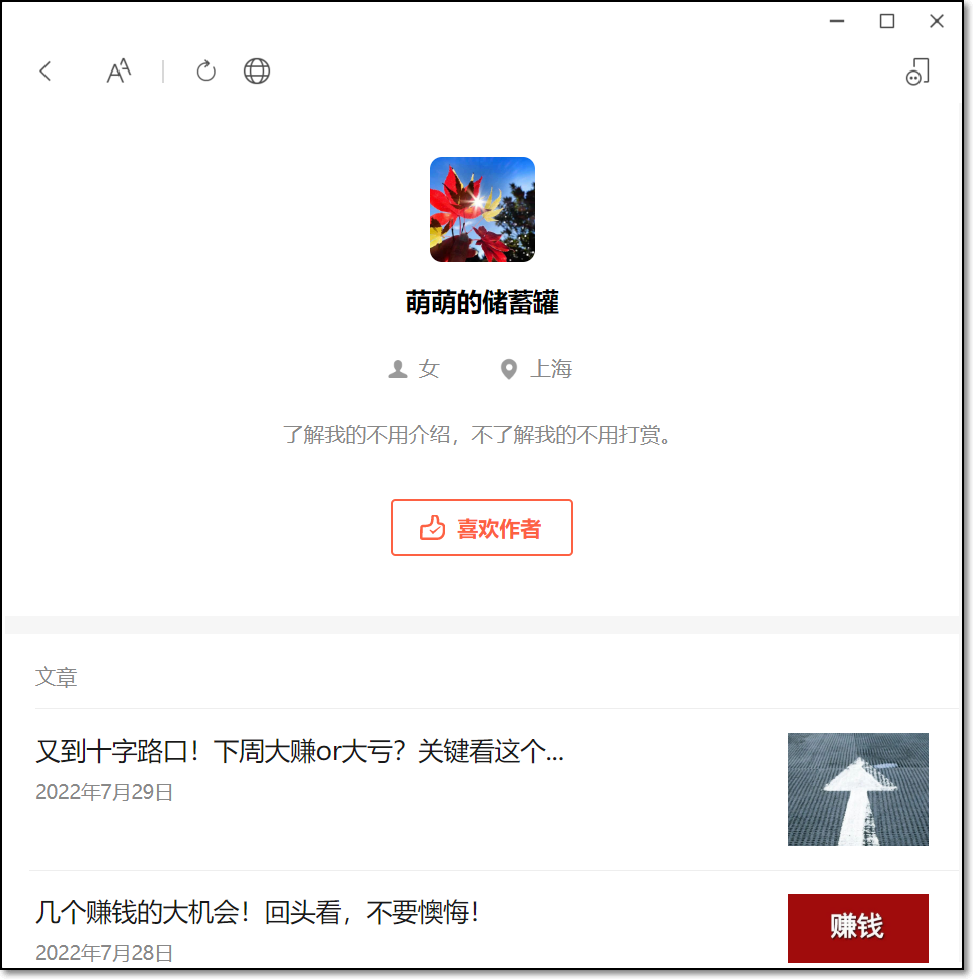 萌萌的储蓄罐
女
上海
了解我的不用介绍，不了解我的不用打赏。
喜欢作者
文章
又到十字路口！下周大赚or大亏？关键看这个...
2022年7月29日
几个赚钱的大机会！回头看，不要懊悔！
赚钱
2022年7月28日